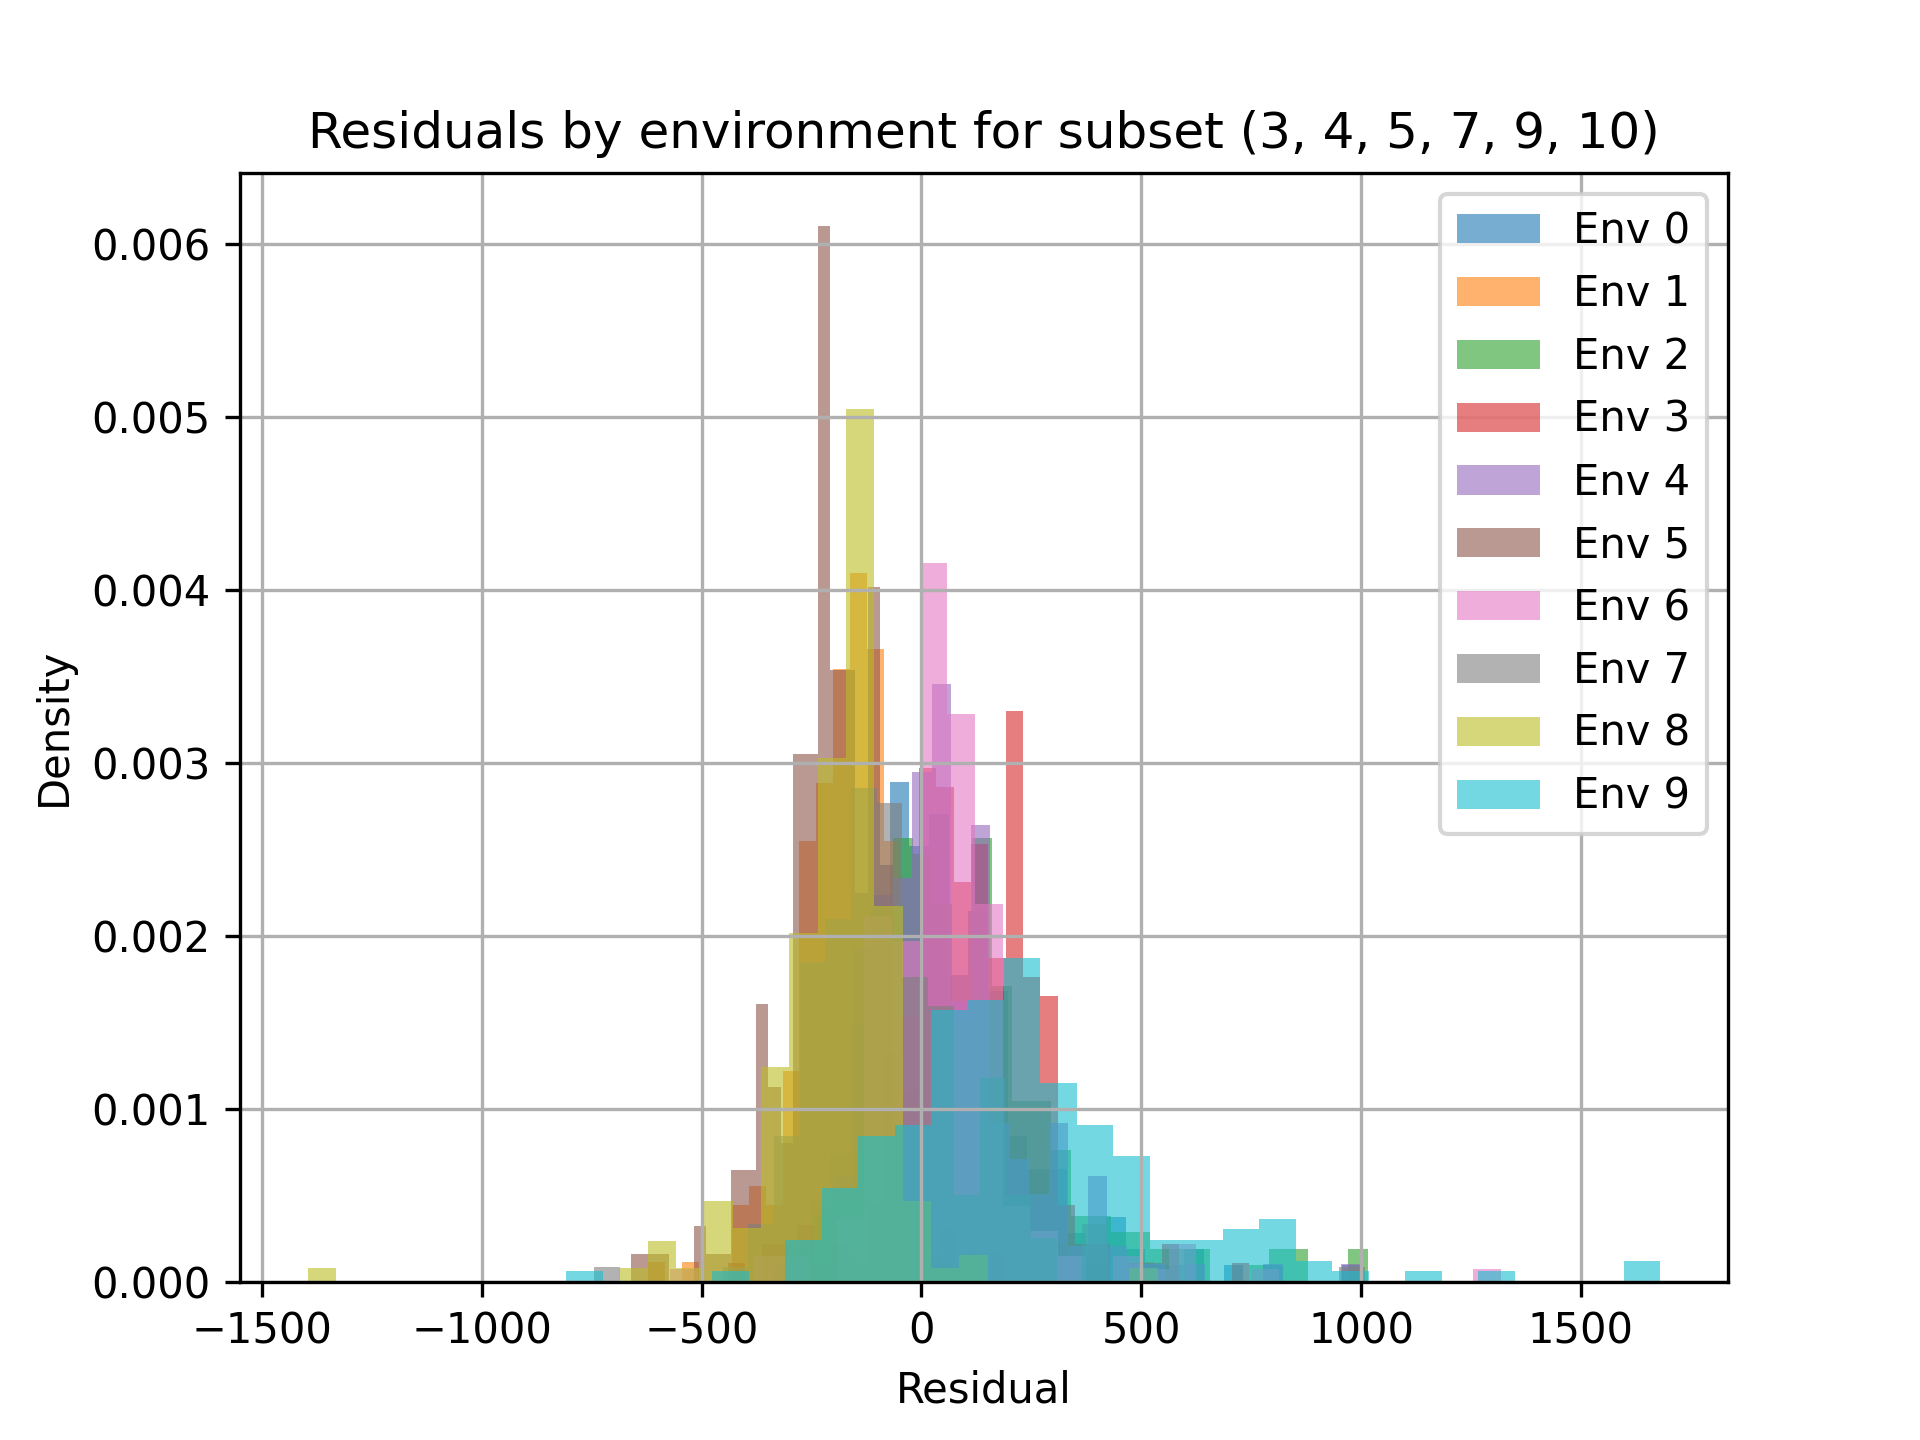 Residuals by environment for subset (3, 4, 5, 7, 9, 10)
Env 0
Env 1
Env 2
Env 3
Env 4
Env 5
Env 6
Env 7
Env 8
Env 9
0.006
0.005
0.004
0.003
0.002
0.001
0.000
Density
−1500 −1000 −500 0 500 1000 1500
Residual